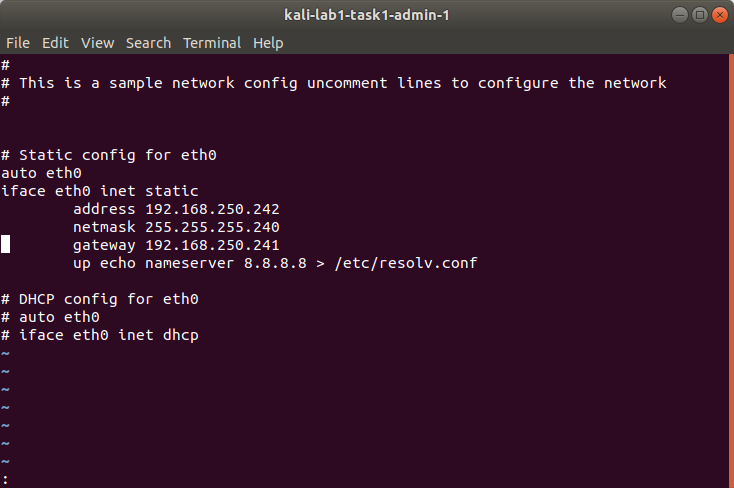 kali-lab1-task1-admin-1
File Edit View Search Terminal Help
#
# This is a sample network config uncomment lines to configure the network
#
# Static config for eth0
auto eth0
iface eth0 inet static
address 192.168.250.242
netmask 255.255.255.240
gateway 192.168.250.241
up echo nameserver 8.8.8.8 > /etc/resolv.conf
# DHCP config for eth0
# auto eth0
# iface eth0 inet dhcp
~
~
~
~
~
~
~
: